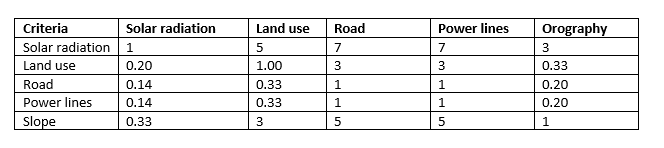 Criteria Solar radiation Land use Road Power lines Orography
Solar radiation 1 5 7 7 3
Land use 0.20 1.00 3 3 0.33
Road 0.14 0.33 1 1 0.20
Power lines 0.14 0.33 1 1 0.20
Slope 0.33 3 5 5 1